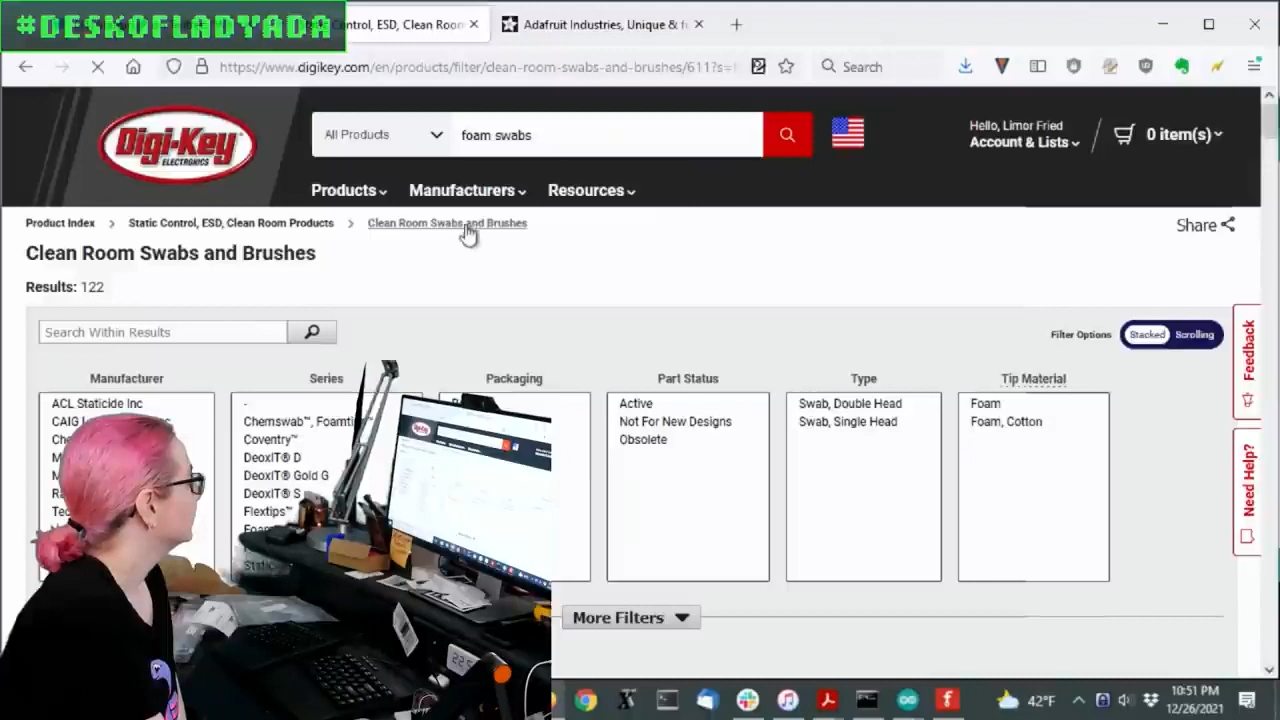 #DESKOFLADYADA
Control, ESD, Clean Room
Adafruit Industries, Unique & f
https://www.digikey.com/en/products/filter/clean-room-swabs-and-brushes/611?s=
Search
Digi-Key
ELECTRONICS
All Products
foam swabs
Hello, Limor Fried
Account & Lists
0 item(s)
Products
Manufacturers
Resources
Product Index > Static Control, ESD, Clean Room Products > Clean Room Swabs and Brushes
Share
Clean Room Swabs and Brushes
Results: 122
Search Within Results
Filter Options
Stacked
Scrolling
Feedback
Need Help?
Manufacturer
ACL Staticide Inc
CAIG
Series
-
Chemswab™, Foamti
Coventry™
DeoxIT® D
DeoxIT® Gold G
DeoxIT® S
Flextips™
Packaging
Part Status
Active
Not For New Designs
Obsolete
Type
Swab, Double Head
Swab, Single Head
Tip Material
Foam
Foam, Cotton
More Filters
42°F
10:51 PM
12/26/2021